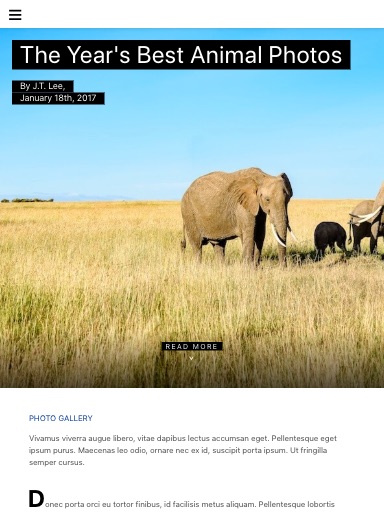 The Year's Best Animal Photos
By J.T. Lee,
January 18th, 2017
READ MORE
PHOTO GALLERY
Vivamus viverra augue libero, vitae dapibus lectus accumsan eget. Pellentesque eget
ipsum purus. Maecenas leo odio, ornare nec ex id, suscipit porta ipsum. Ut fringilla
semper cursus.
Donec porta orci eu tortor finibus, id facilisis metus aliquam. Pellentesque lobortis